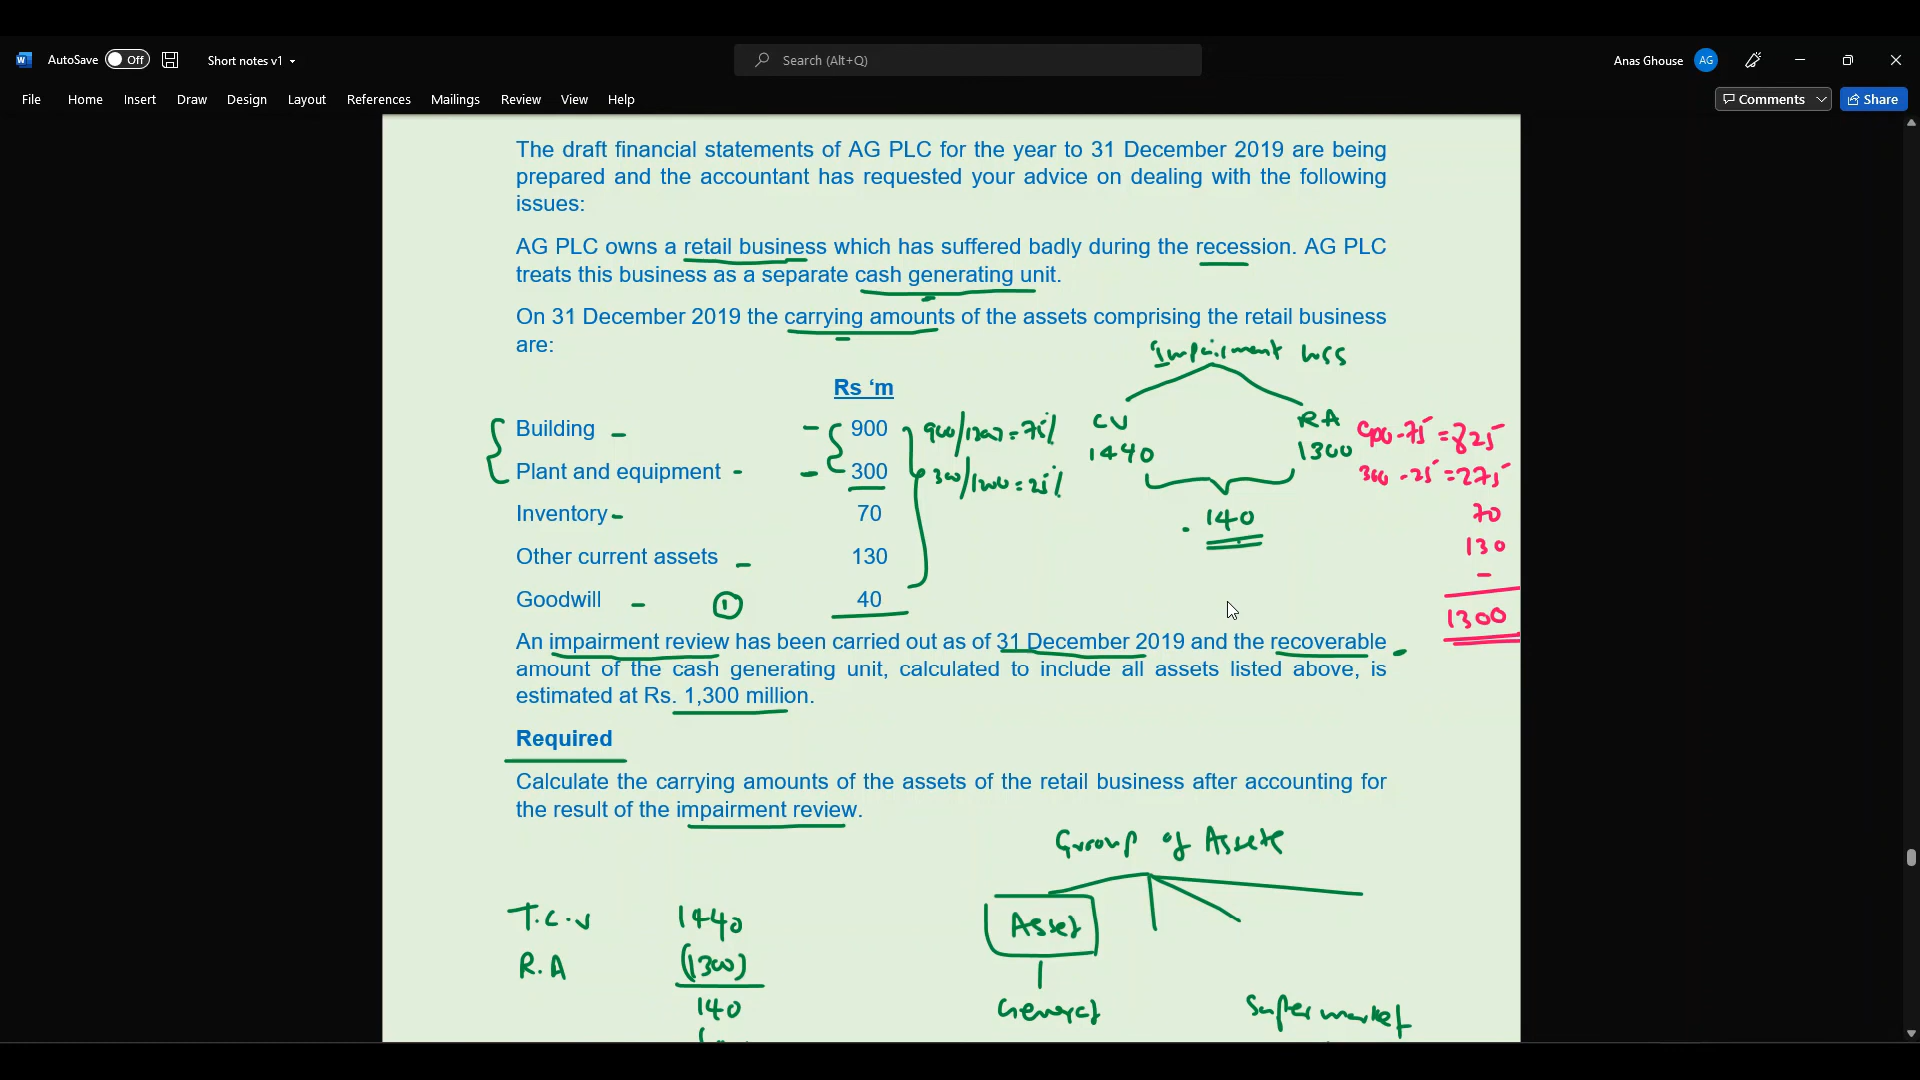 AutoSave Off Short notes v1 Search (Alt+Q) Anas Ghouse AG
File Home Insert Draw Design Layout References Mailings Review View Help Comments Share
The draft financial statements of AG PLC for the year to 31 December 2019 are being
prepared and the accountant has requested your advice on dealing with the following
issues:
AG PLC owns a retail business which has suffered badly during the recession. AG PLC
treats this business as a separate cash generating unit.
On 31 December 2019 the carrying amounts of the assets comprising the retail business
are:
Impairment loss
Rs ‘m
Building - 900 900/1200 = 75% CV RA 900 - 75 = 825
1440 1300
Plant and equipment - 300 300/1200 = 25% 300 - 25 = 275
Inventory - 70 140 70
Other current assets - 130 130
-
Goodwill - 1 40 1300
An impairment review has been carried out as of 31 December 2019 and the recoverable
amount of the cash generating unit, calculated to include all assets listed above, is
estimated at Rs. 1,300 million.
Required
Calculate the carrying amounts of the assets of the retail business after accounting for
the result of the impairment review.
Group of Assets
T.C.V 1440 Asset
R.A (1300)
140 Generet Supermarket